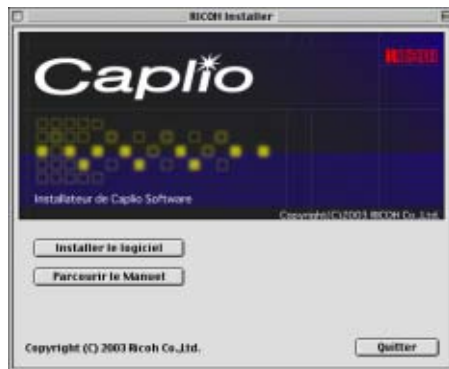 RICOH Installer
Caplio
RICOH
Installateur de Caplio Software
Copyright(C)2003 RICOH Co.,Ltd.
Installer le logiciel
Parcourir le Manuel
Copyright (C) 2003 Ricoh Co.,Ltd.
Quitter